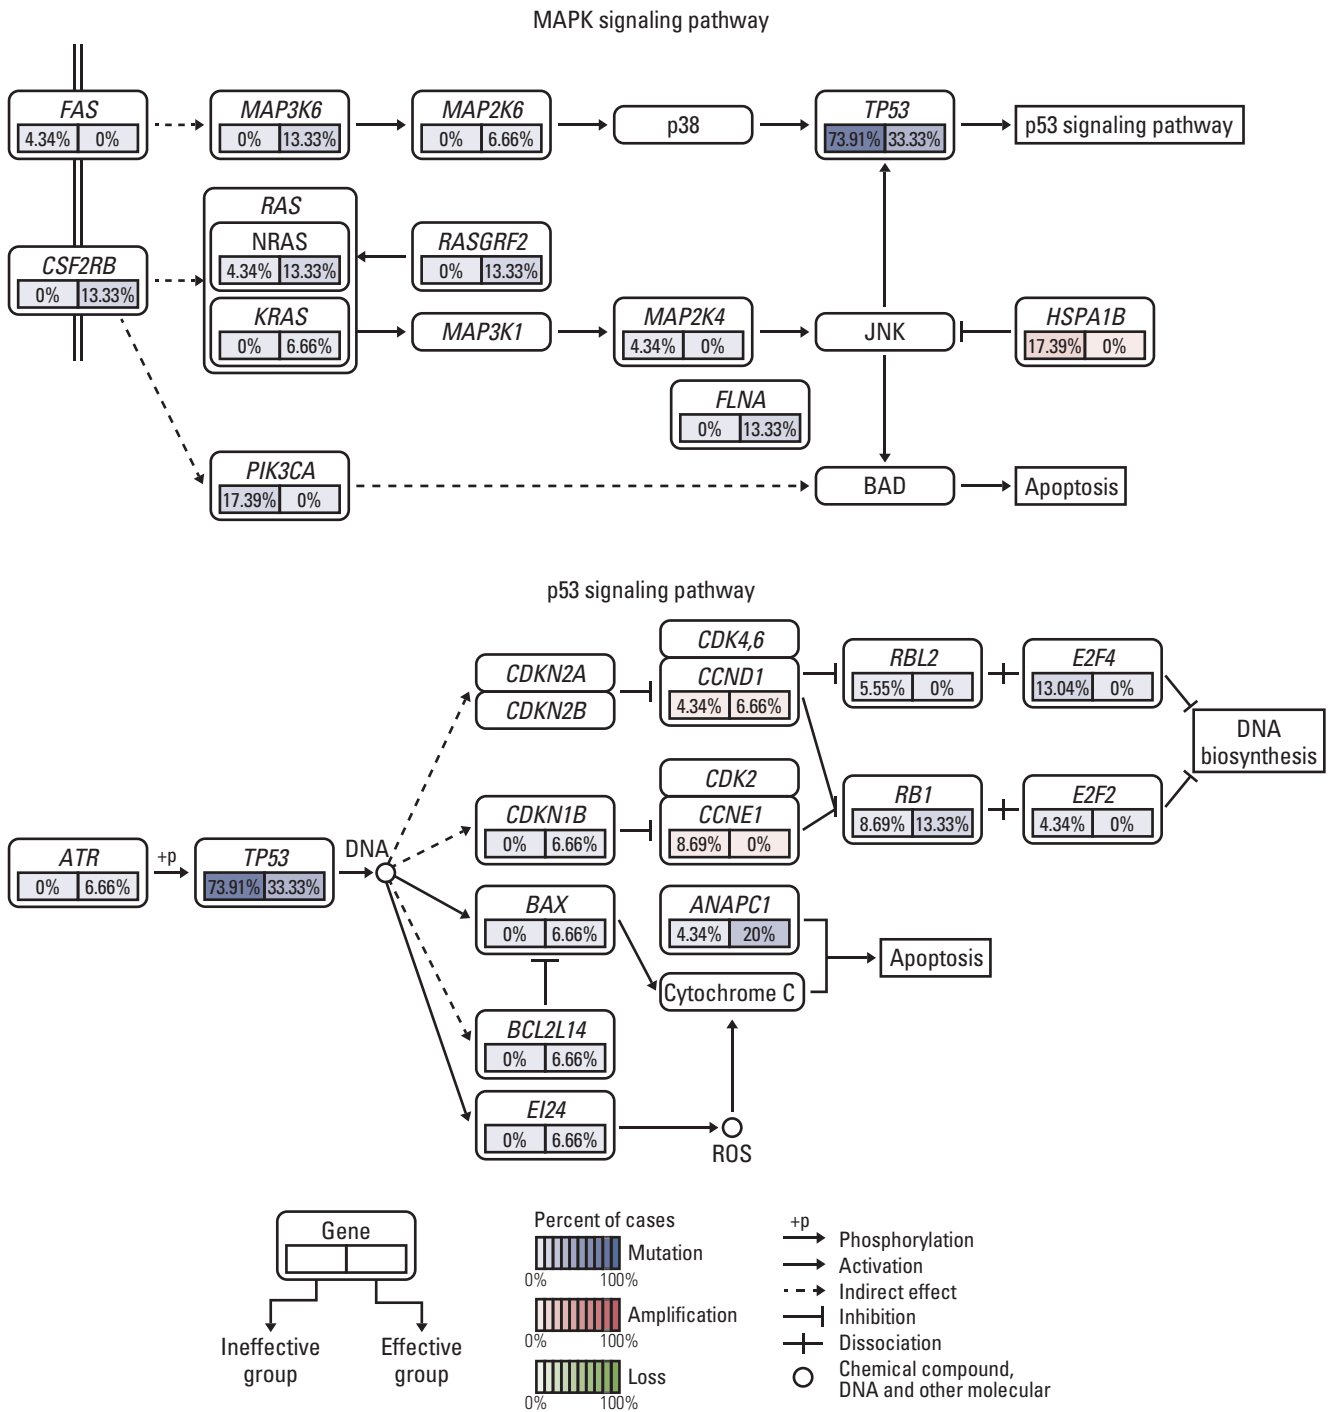 MAPK signaling pathway
FAS
4.34% 0%
MAP3K6
0% 13.33%
MAP2K6
0% 6.66%
p38
TP53
73.91% 33.33%
p53 signaling pathway
RAS
NRAS
4.34% 13.33%
RASGRF2
0% 13.33%
CSF2RB
0% 13.33%
KRAS
0% 6.66%
MAP3K1
MAP2K4
4.34% 0%
JNK
HSPA1B
17.39% 0%
FLNA
0% 13.33%
PIK3CA
17.39% 0%
BAD
Apoptosis
p53 signaling pathway
CDKN2A
CDKN2B
CDK4,6
CCND1
4.34% 6.66%
RBL2
5.55% 0%
E2F4
13.04% 0%
DNA
biosynthesis
CDKN1B
0% 6.66%
CDK2
CCNE1
8.69% 0%
RB1
8.69% 13.33%
E2F2
4.34% 0%
ATR
0% 6.66%
+p
TP53
73.91% 33.33%
DNA
BAX
0% 6.66%
ANAPC1
4.34% 20%
Cytochrome C
Apoptosis
BCL2L14
0% 6.66%
EI24
0% 6.66%
ROS
Gene
Ineffective
group
Effective
group
Percent of cases
Mutation
0% 100%
Amplification
0% 100%
Loss
0% 100%
+p
Phosphorylation
Activation
Indirect effect
Inhibition
Dissociation
Chemical compound,
DNA and other molecular